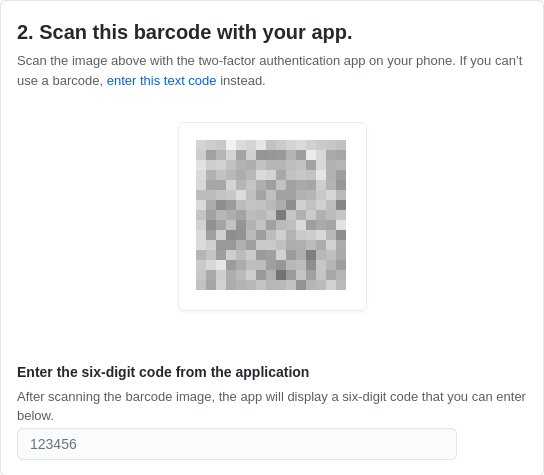 2. Scan this barcode with your app.
Scan the image above with the two-factor authentication app on your phone. If you can't
use a barcode, enter this text code instead.
Enter the six-digit code from the application
After scanning the barcode image, the app will display a six-digit code that you can enter
below.
123456